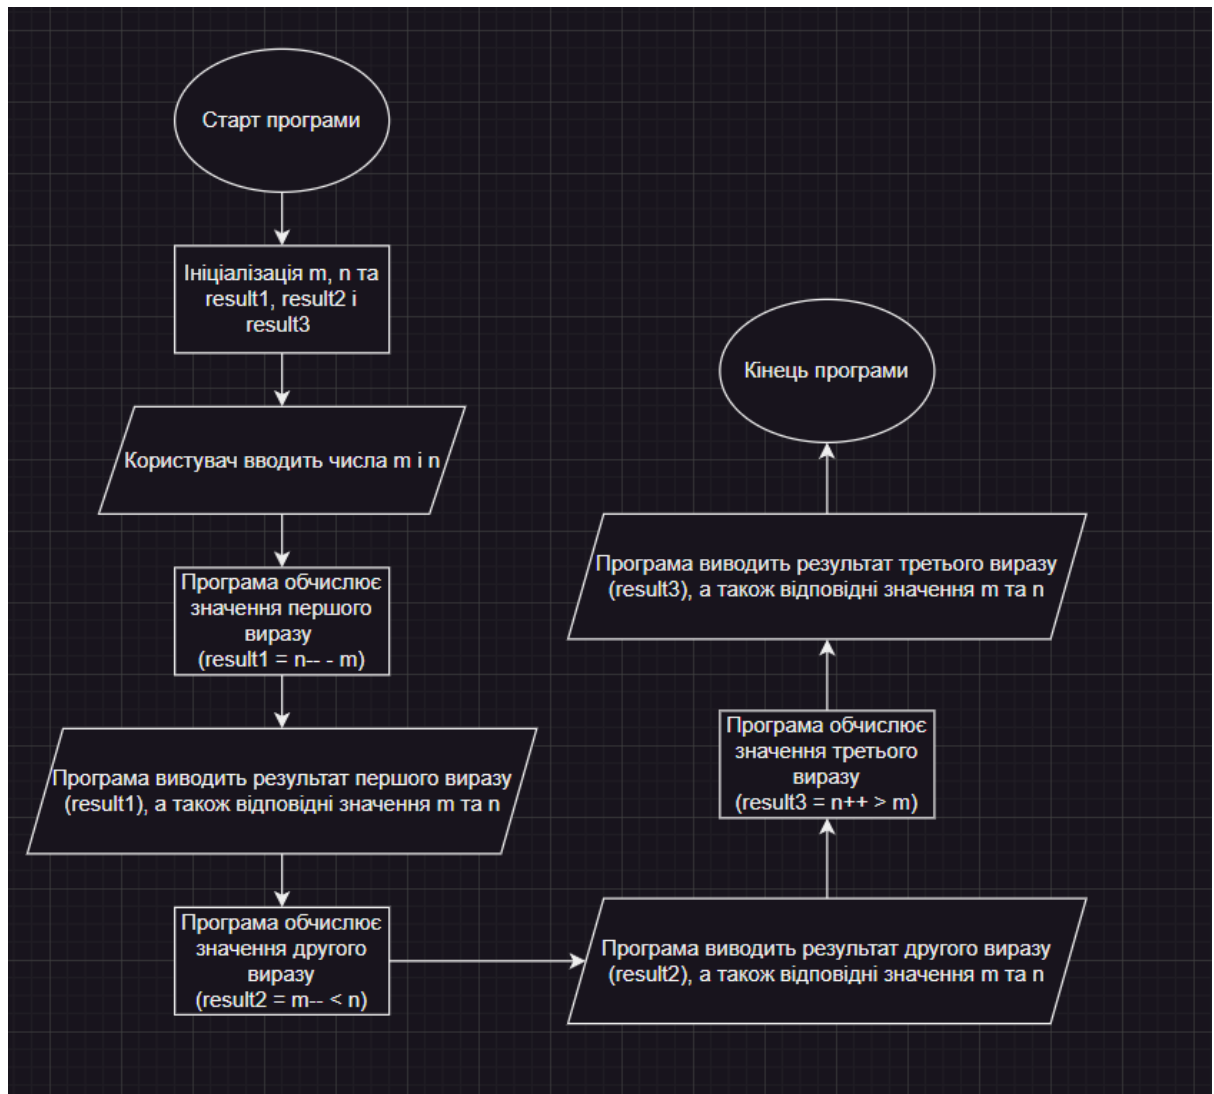 Старт програми
Ініціалізація m, n та
result1, result2 і
result3
Користувач вводить числа m і n
Програма обчислює
значення першого
виразу
(result1 = n-- - m)
Програма виводить результат першого виразу
(result1), а також відповідні значення m та n
Програма обчислює
значення другого
виразу
(result2 = m-- < n)
Програма виводить результат другого виразу
(result2), а також відповідні значення m та n
Програма обчислює
значення третього
виразу
(result3 = n++ > m)
Програма виводить результат третього виразу
(result3), а також відповідні значення m та n
Кінець програми